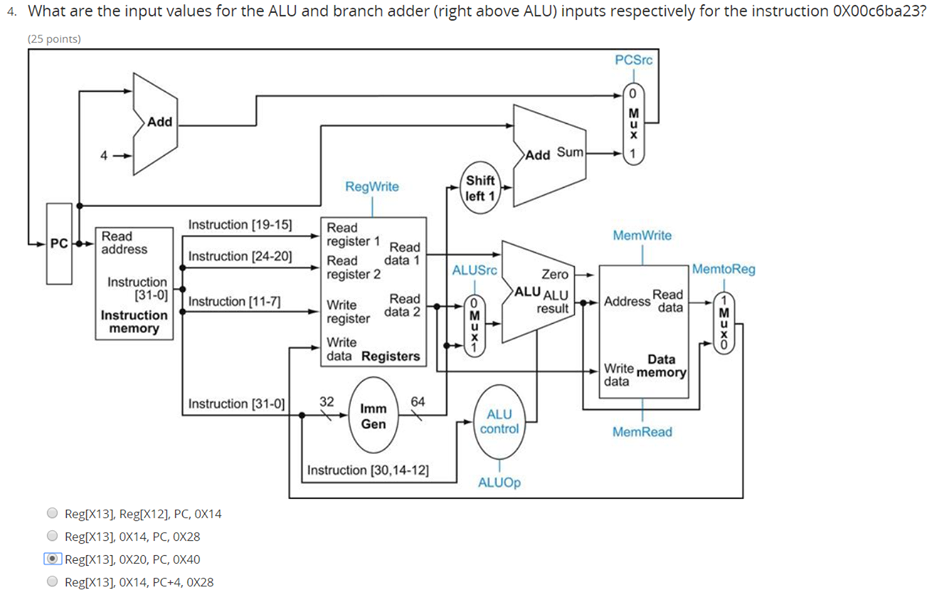 4. What are the input values for the ALU and branch adder (right above ALU) inputs respectively for the instruction 0X00c6ba23?
(25 points)
PCSrc
0
M
u
x
1
Add
4
Add Sum
Shift
left 1
RegWrite
PC
Read
address
Instruction
[31-0]
Instruction
memory
Instruction [19-15]
Instruction [24-20]
Instruction [11-7]
Instruction [31-0]
Read
register 1
Read
data 1
Read
register 2
Write
register
Read
data 2
Write
data Registers
ALUSrc
0
M
u
x
1
Zero
ALU ALU
result
MemWrite
Address
Read
data
Write
data
Data
memory
MemRead
MemtoReg
1
M
u
x
0
32
Imm
Gen
64
ALU
control
ALUOp
Instruction [30,14-12]
Reg[X13], Reg[X12], PC, 0X14
Reg[X13], 0X14, PC, 0X28
Reg[X13], 0X20, PC, 0X40
Reg[X13], 0X14, PC+4, 0X28